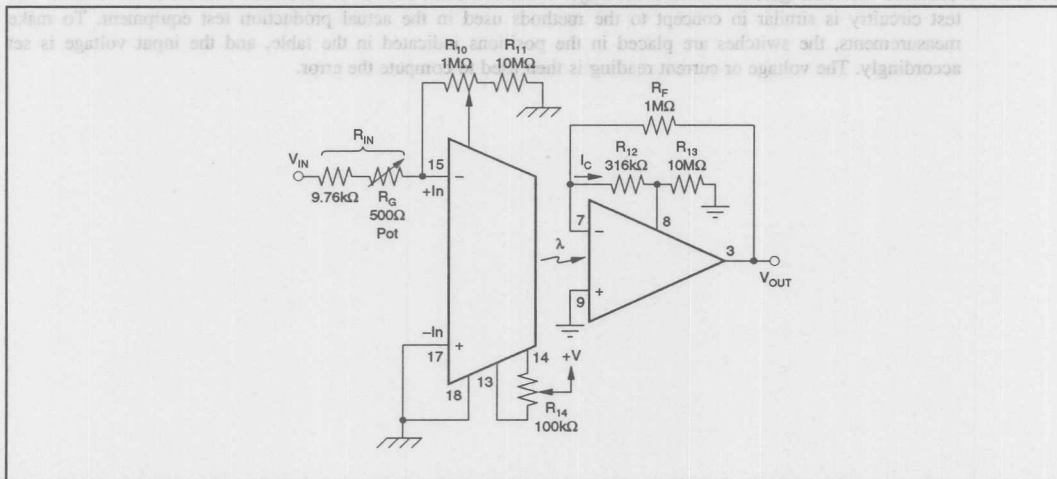 test circuitry is similar in concept to the methods used in the actual production test equipment. To make
measurements, the switches are placed in the positions indicated in the table, and the input voltage is set
accordingly. The voltage or current reading is then used to compute the error.
R10
1MΩ
R11
10MΩ
RF
1MΩ
RIN
VIN
9.76kΩ
RG
500Ω
Pot
15
−
+In
IC
R12
316kΩ
R13
10MΩ
7
−
8
λ
3
VOUT
9
+
−In
17
+
18
13
14
+V
R14
100kΩ